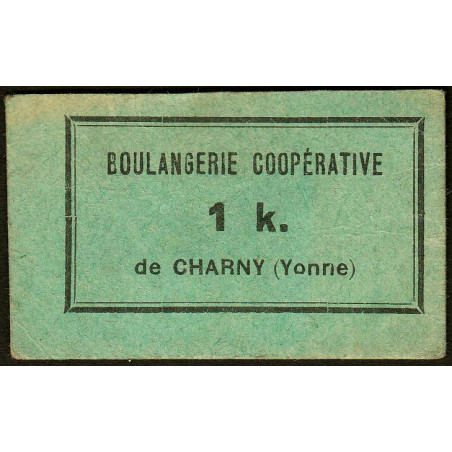 BOULANGERIE COOPÉRATIVE
1 k.
de CHARNY (Yonne)